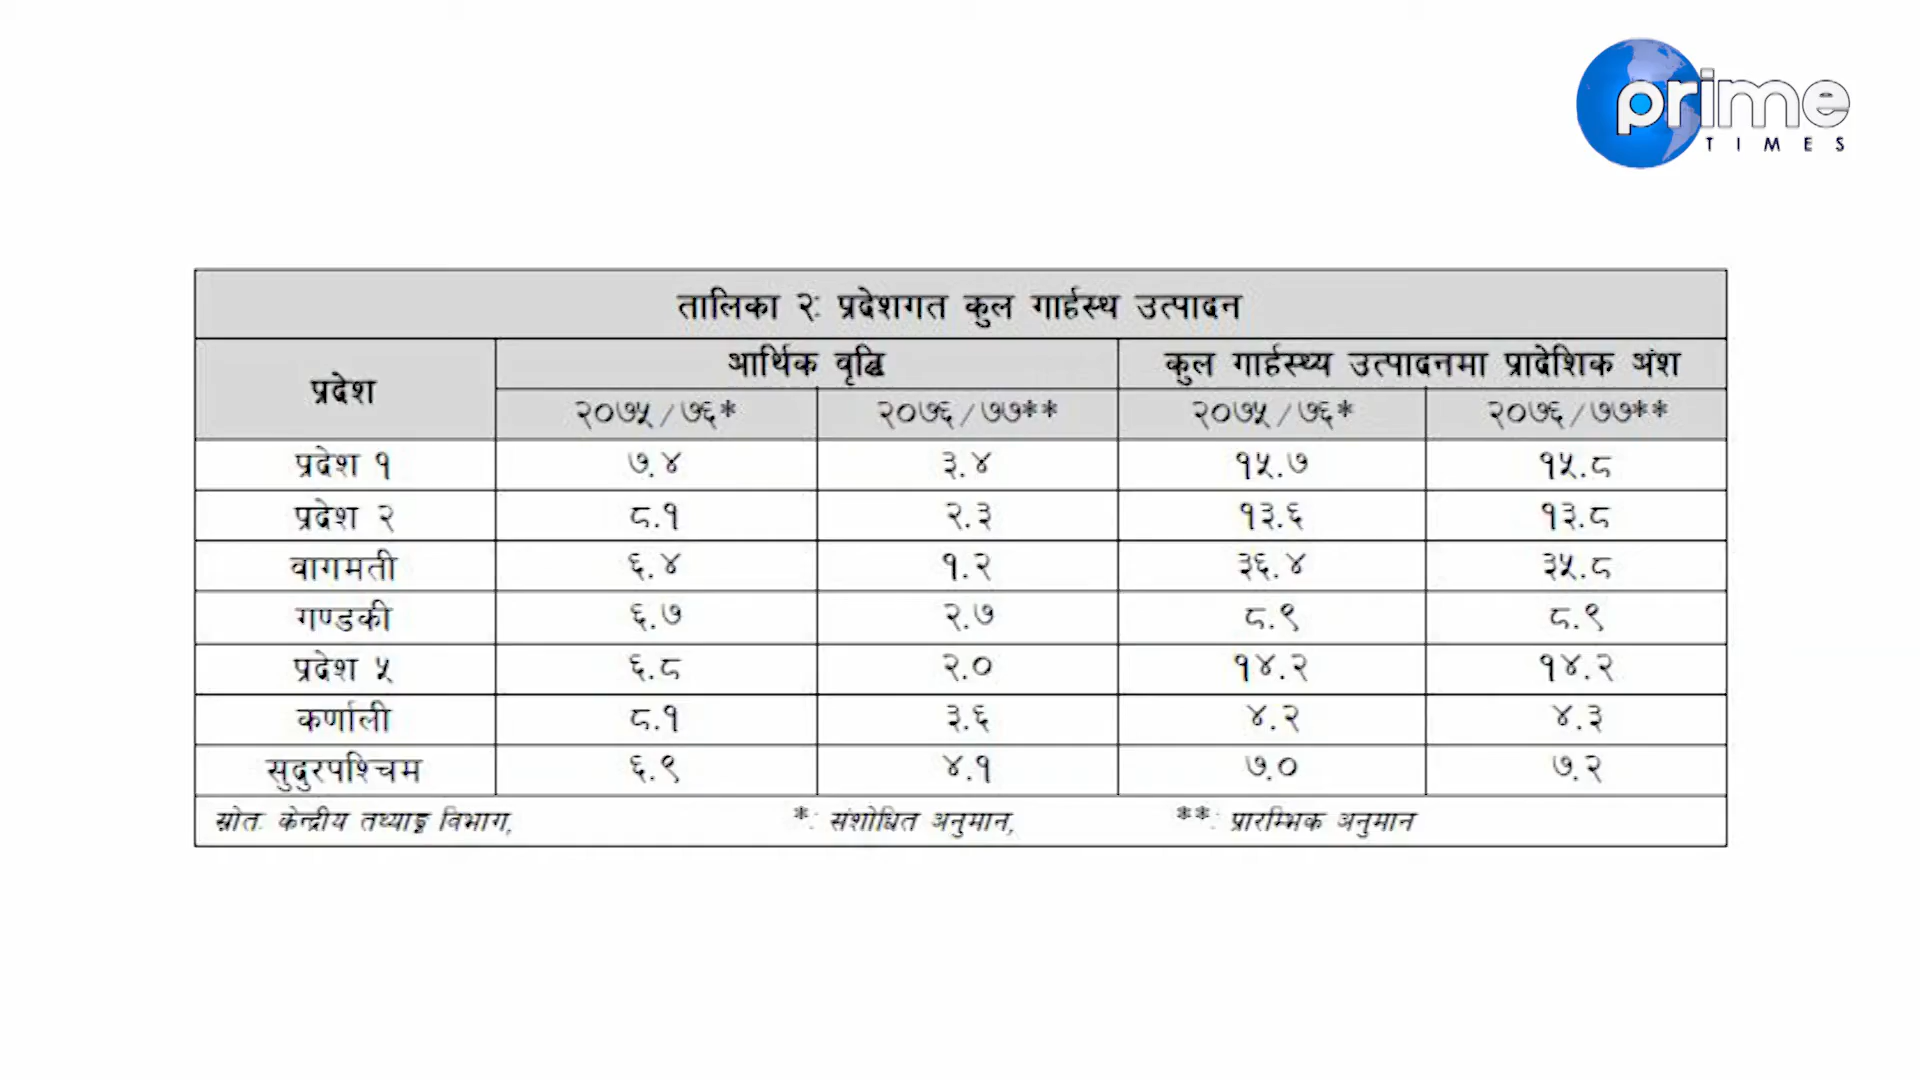 prime
TIMES
तालिका २: प्रदेशगत कुल गार्हस्थ उत्पादन
प्रदेश आर्थिक वृद्धि कुल गार्हस्थ्य उत्पादनमा प्रादेशिक अंश
२०७५/७६* २०७६/७७** २०७५/७६* २०७६/७७**
प्रदेश १ ७.४ ३.४ १५.७ १५.८
प्रदेश २ ८.१ २.३ १३.६ १३.८
वागमती ६.४ १.२ ३६.४ ३५.८
गण्डकी ६.७ २.७ ८.९ ८.९
प्रदेश ५ ६.८ २.० १४.२ १४.२
कर्णाली ८.१ ३.६ ४.२ ४.३
सुदुरपश्चिम ६.९ ४.१ ७.० ७.२
स्रोतः केन्द्रीय तथ्याङ्क विभाग, *: संशोधित अनुमान, **: प्रारम्भिक अनुमान